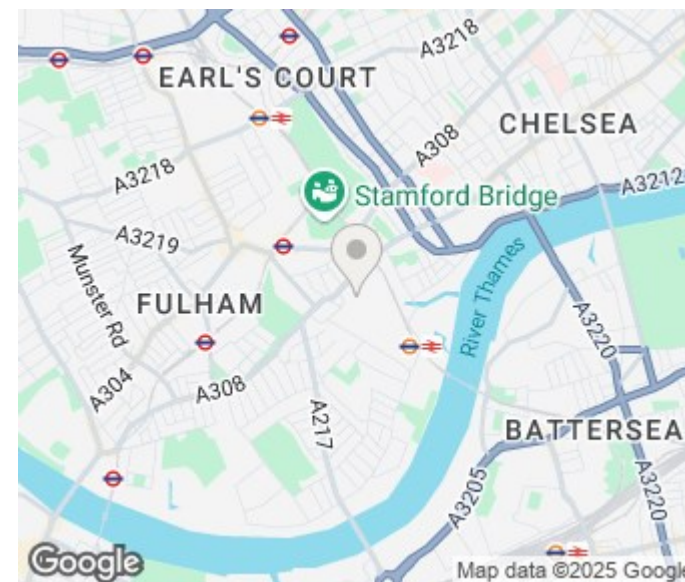 A3218
EARL'S COURT
CHELSEA
A308
A3218
A3212
Stamford Bridge
A3219
Munster Rd
FULHAM
River Thames
A3220
A304
A308
A217
BATTERSEA
A3205
A3220
Google
Map data ©2025 Google